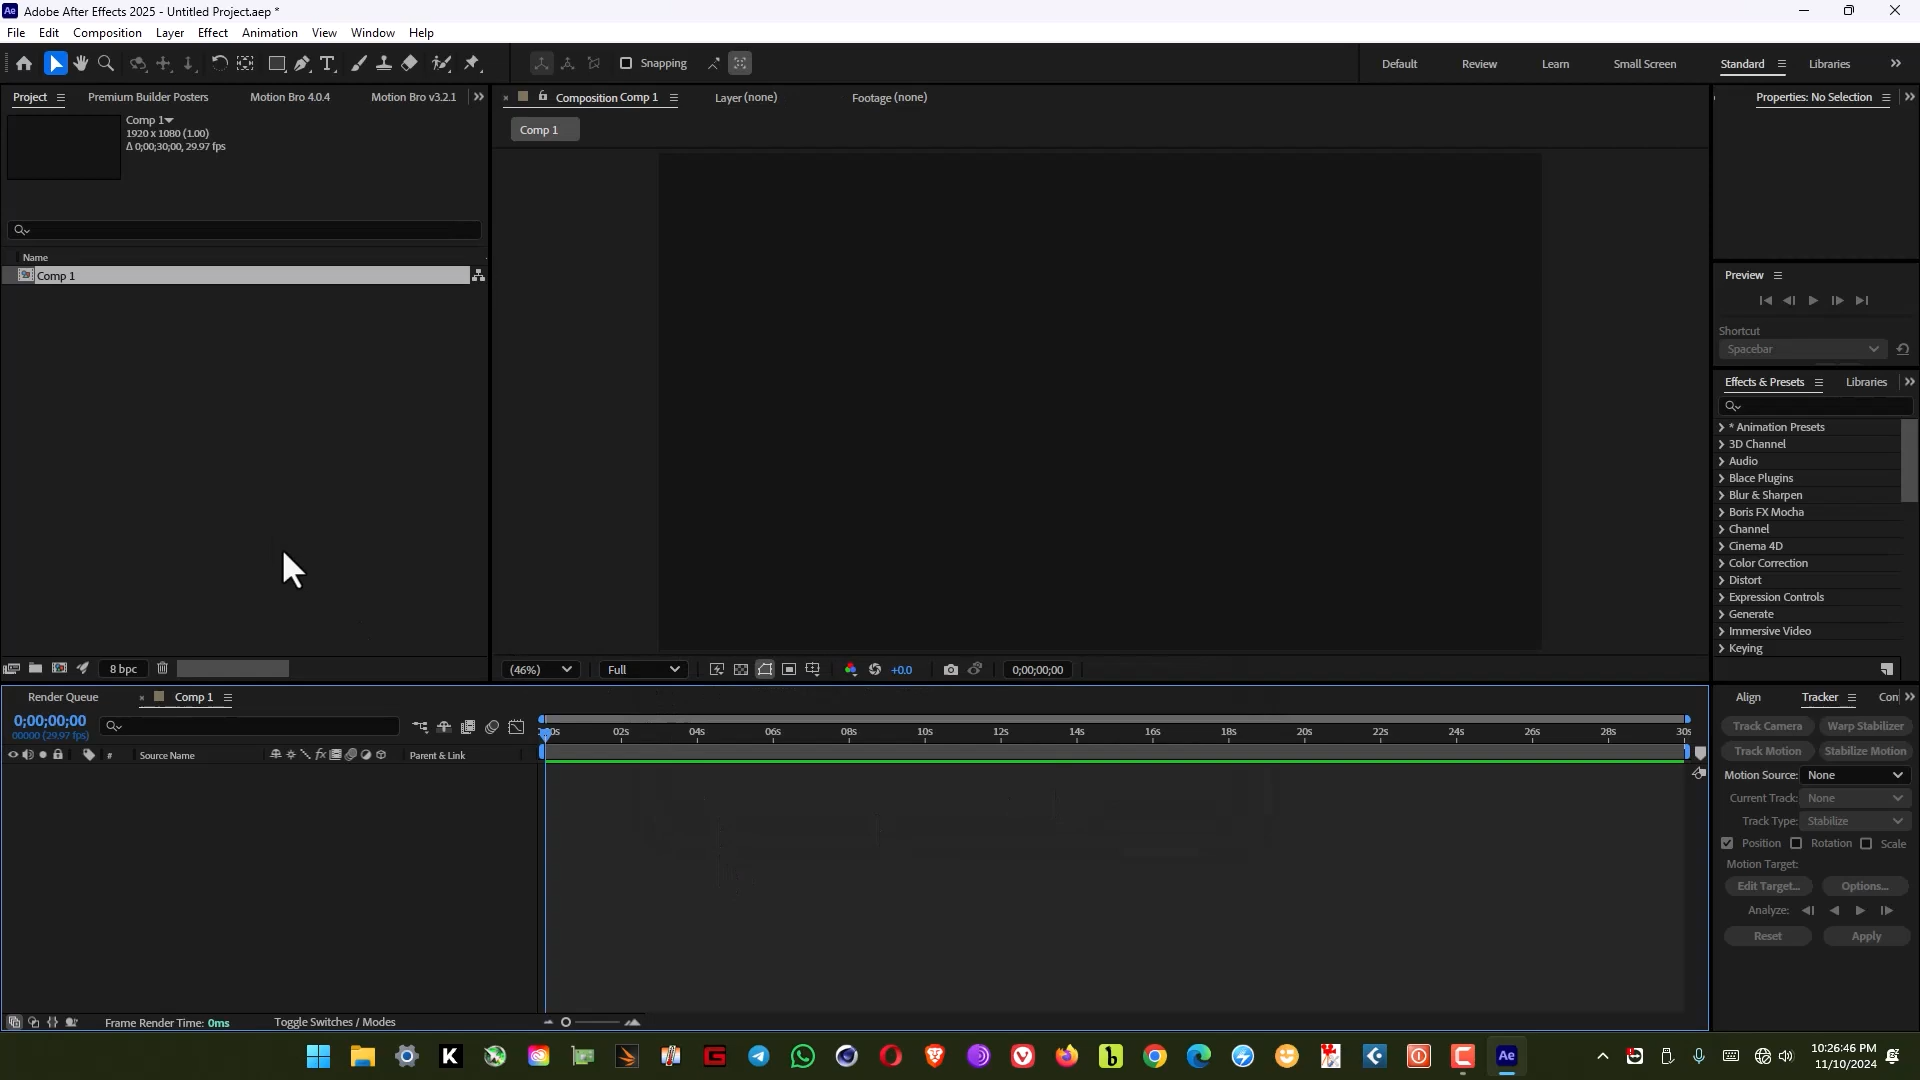 Adobe After Effects 2025 - Untitled Project.aep *
File Edit Composition Layer Effect Animation View Window Help
Snapping
Default Review Learn Small Screen Standard Libraries
Project Premium Builder Posters Motion Bro 4.0.4 Motion Bro v3.2.1
Composition Comp 1 Layer (none) Footage (none)
Properties: No Selection
Comp 1
1920 x 1080 (1.00)
Δ 0;00;30;00, 29.97 fps
Comp 1
Name
Comp 1
Preview
Shortcut
Spacebar
Effects & Presets Libraries
* Animation Presets
3D Channel
Audio
Blace Plugins
Blur & Sharpen
Boris FX Mocha
Channel
Cinema 4D
Color Correction
Distort
Expression Controls
Generate
Immersive Video
Keying
8 bpc
(46%) Full +0.0 0;00;00;00
Render Queue Comp 1
0;00;00;00
00000 (29.97 fps)
# Source Name Parent & Link
02s 04s 06s 08s 10s 12s 14s 16s 18s 20s 22s 24s 26s 28s 30s
Align Tracker Con
Track Camera Warp Stabilizer
Track Motion Stabilize Motion
Motion Source: None
Current Track: None
Track Type: Stabilize
Position Rotation Scale
Motion Target:
Edit Target... Options...
Analyze:
Reset Apply
Frame Render Time: 0ms Toggle Switches / Modes
10:26:46 PM
11/10/2024